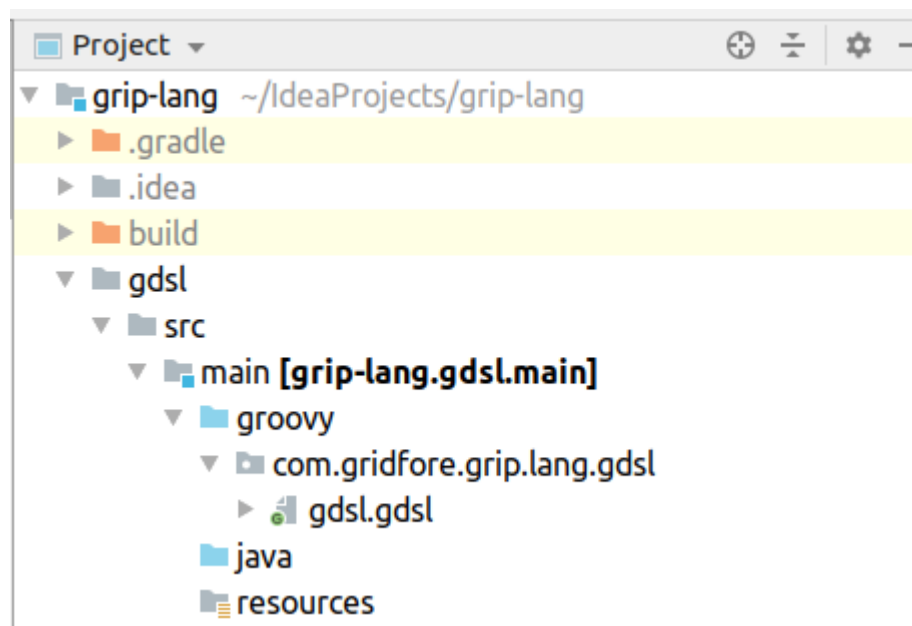 Project
grip-lang ~/IdeaProjects/grip-lang
.gradle
.idea
build
gdsl
src
main [grip-lang.gdsl.main]
groovy
com.gridfore.grip.lang.gdsl
gdsl.gdsl
java
resources